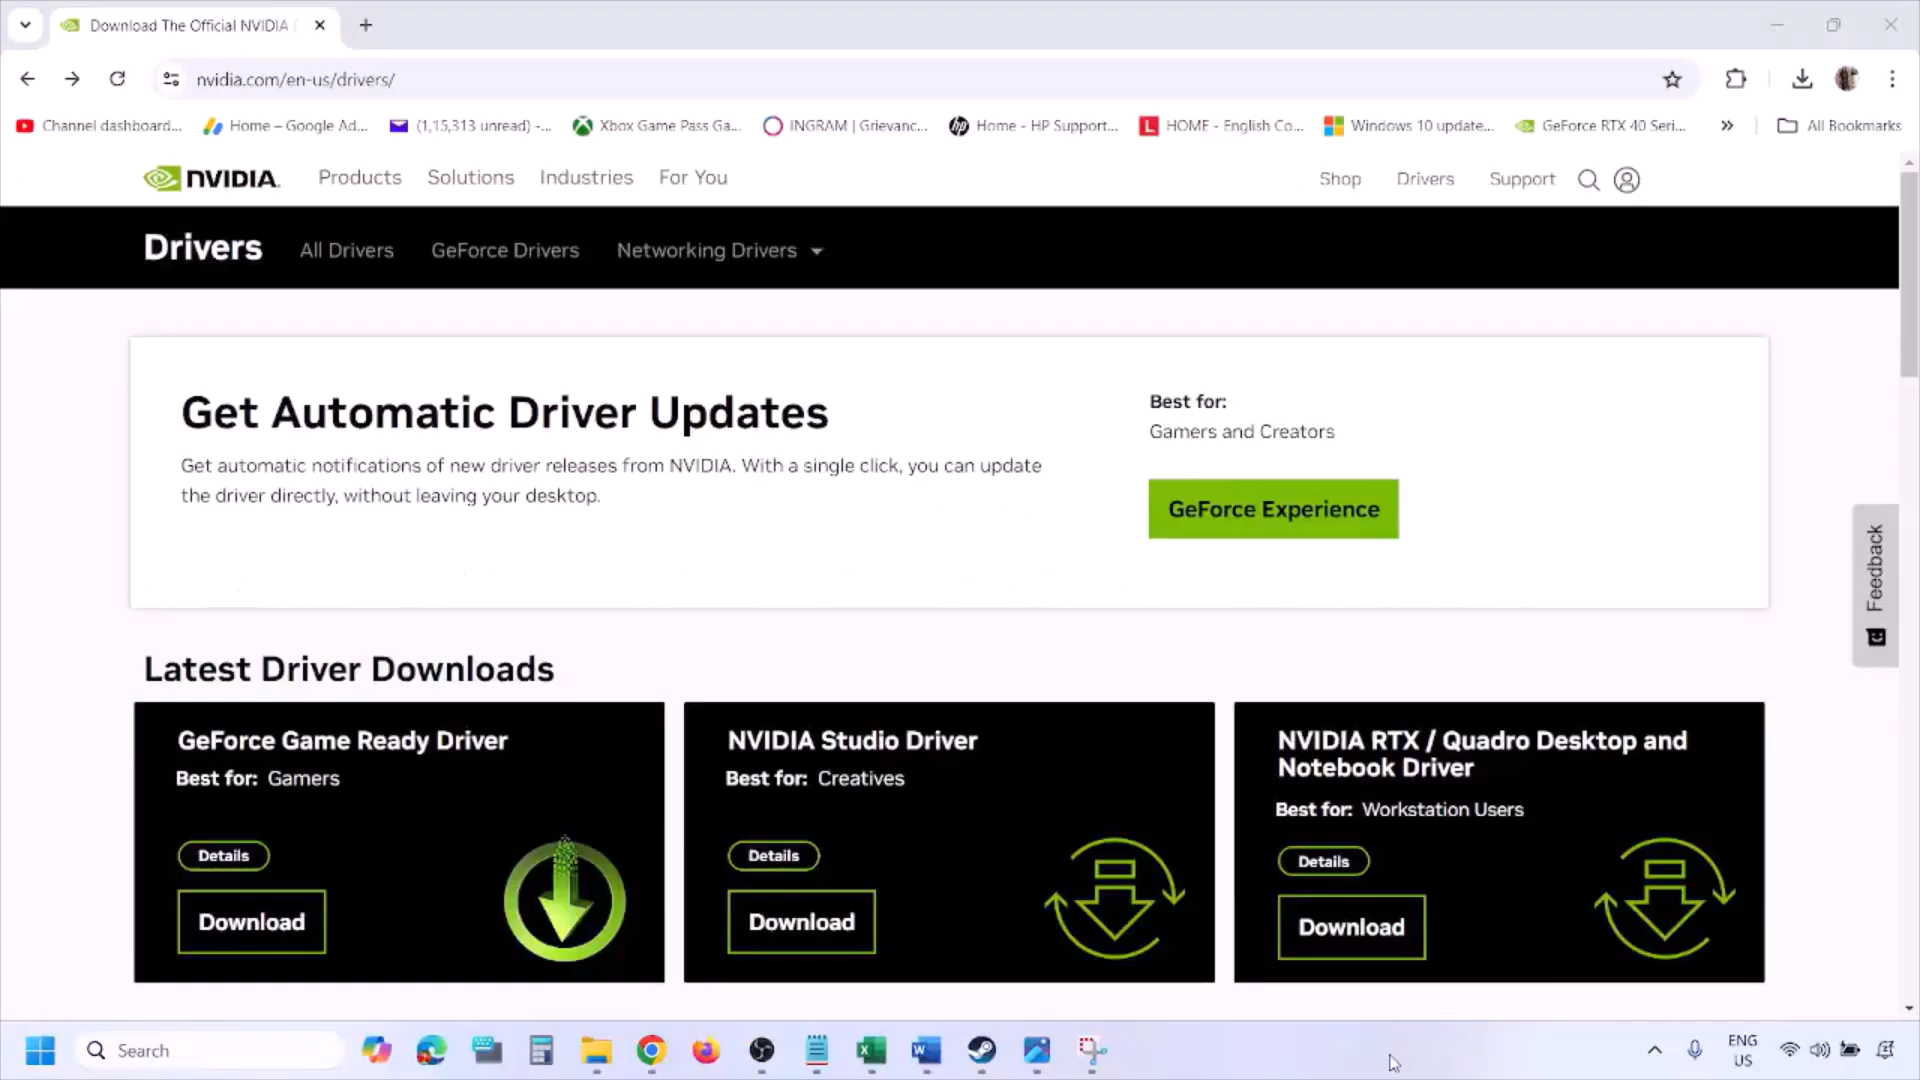 Download The Official NVIDIA
nvidia.com/en-us/drivers/
Channel dashboard...
Home – Google Ad...
(1,15,313 unread) -...
Xbox Game Pass Ga...
INGRAM | Grievanc...
Home - HP Support...
HOME - English Co...
Windows 10 update...
GeForce RTX 40 Seri...
All Bookmarks
NVIDIA.
Products
Solutions
Industries
For You
Shop
Drivers
Support
Drivers
All Drivers
GeForce Drivers
Networking Drivers
Get Automatic Driver Updates
Get automatic notifications of new driver releases from NVIDIA. With a single click, you can update
the driver directly, without leaving your desktop.
Best for:
Gamers and Creators
GeForce Experience
Feedback
Latest Driver Downloads
GeForce Game Ready Driver
Best for: Gamers
Details
Download
NVIDIA Studio Driver
Best for: Creatives
Details
Download
NVIDIA RTX / Quadro Desktop and
Notebook Driver
Best for: Workstation Users
Details
Download
Search
ENG
US